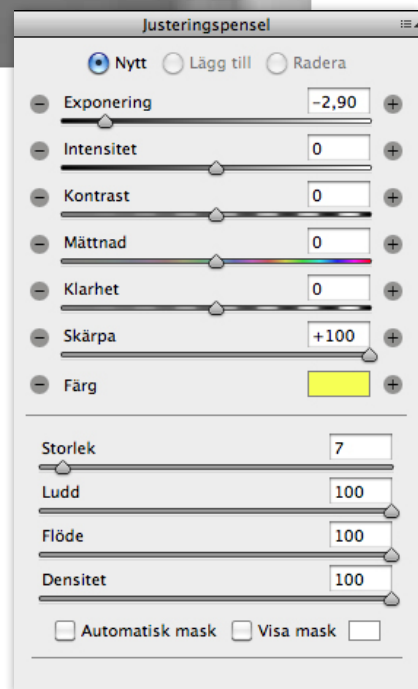 Justeringspensel
Nytt Lägg till Radera
Exponering -2,90
Intensitet 0
Kontrast 0
Mättnad 0
Klarhet 0
Skärpa +100
Färg
Storlek 7
Ludd 100
Flöde 100
Densitet 100
Automatisk mask Visa mask